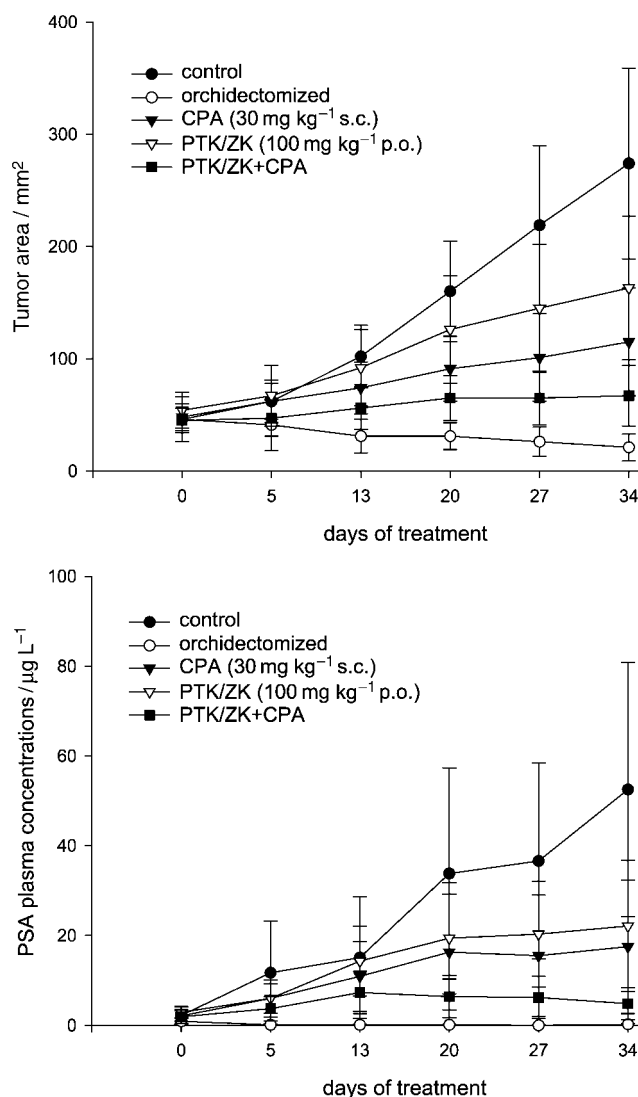 400
300
200
100
0
Tumor area / mm²
control
orchidectomized
CPA (30 mg kg⁻¹ s.c.)
PTK/ZK (100 mg kg⁻¹ p.o.)
PTK/ZK+CPA
0 5 13 20 27 34
days of treatment
100
80
60
40
20
0
PSA plasma concentrations / µg L⁻¹
control
orchidectomized
CPA (30 mg kg⁻¹ s.c.)
PTK/ZK (100 mg kg⁻¹ p.o.)
PTK/ZK+CPA
0 5 13 20 27 34
days of treatment